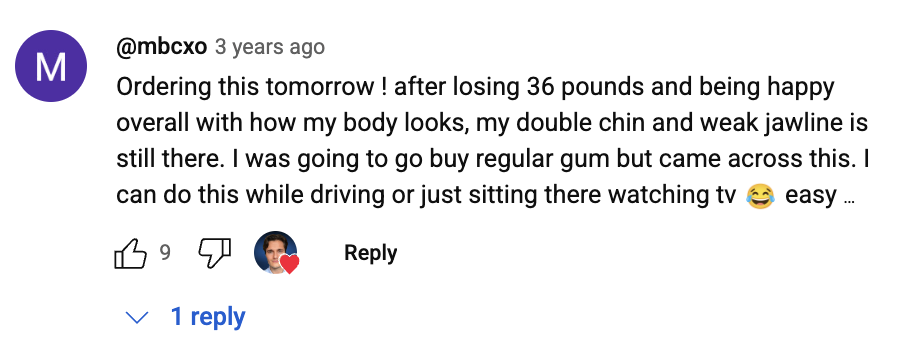 M
@mbcxo 3 years ago
Ordering this tomorrow ! after losing 36 pounds and being happy
overall with how my body looks, my double chin and weak jawline is
still there. I was going to go buy regular gum but came across this. I
can do this while driving or just sitting there watching tv 😂 easy ...
9
Reply
1 reply